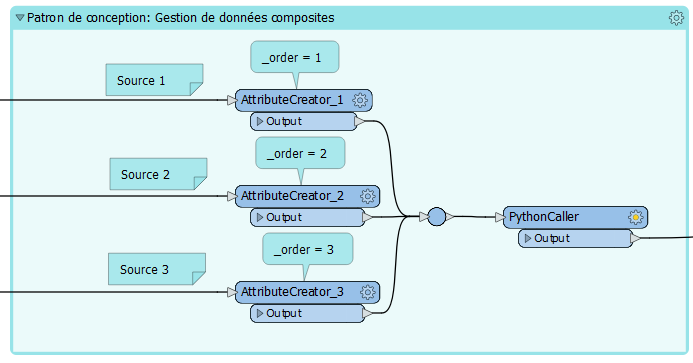 Patron de conception: Gestion de données composites
_order = 1
Source 1
AttributeCreator_1
Output
_order = 2
Source 2
AttributeCreator_2
Output
PythonCaller
Output
_order = 3
Source 3
AttributeCreator_3
Output